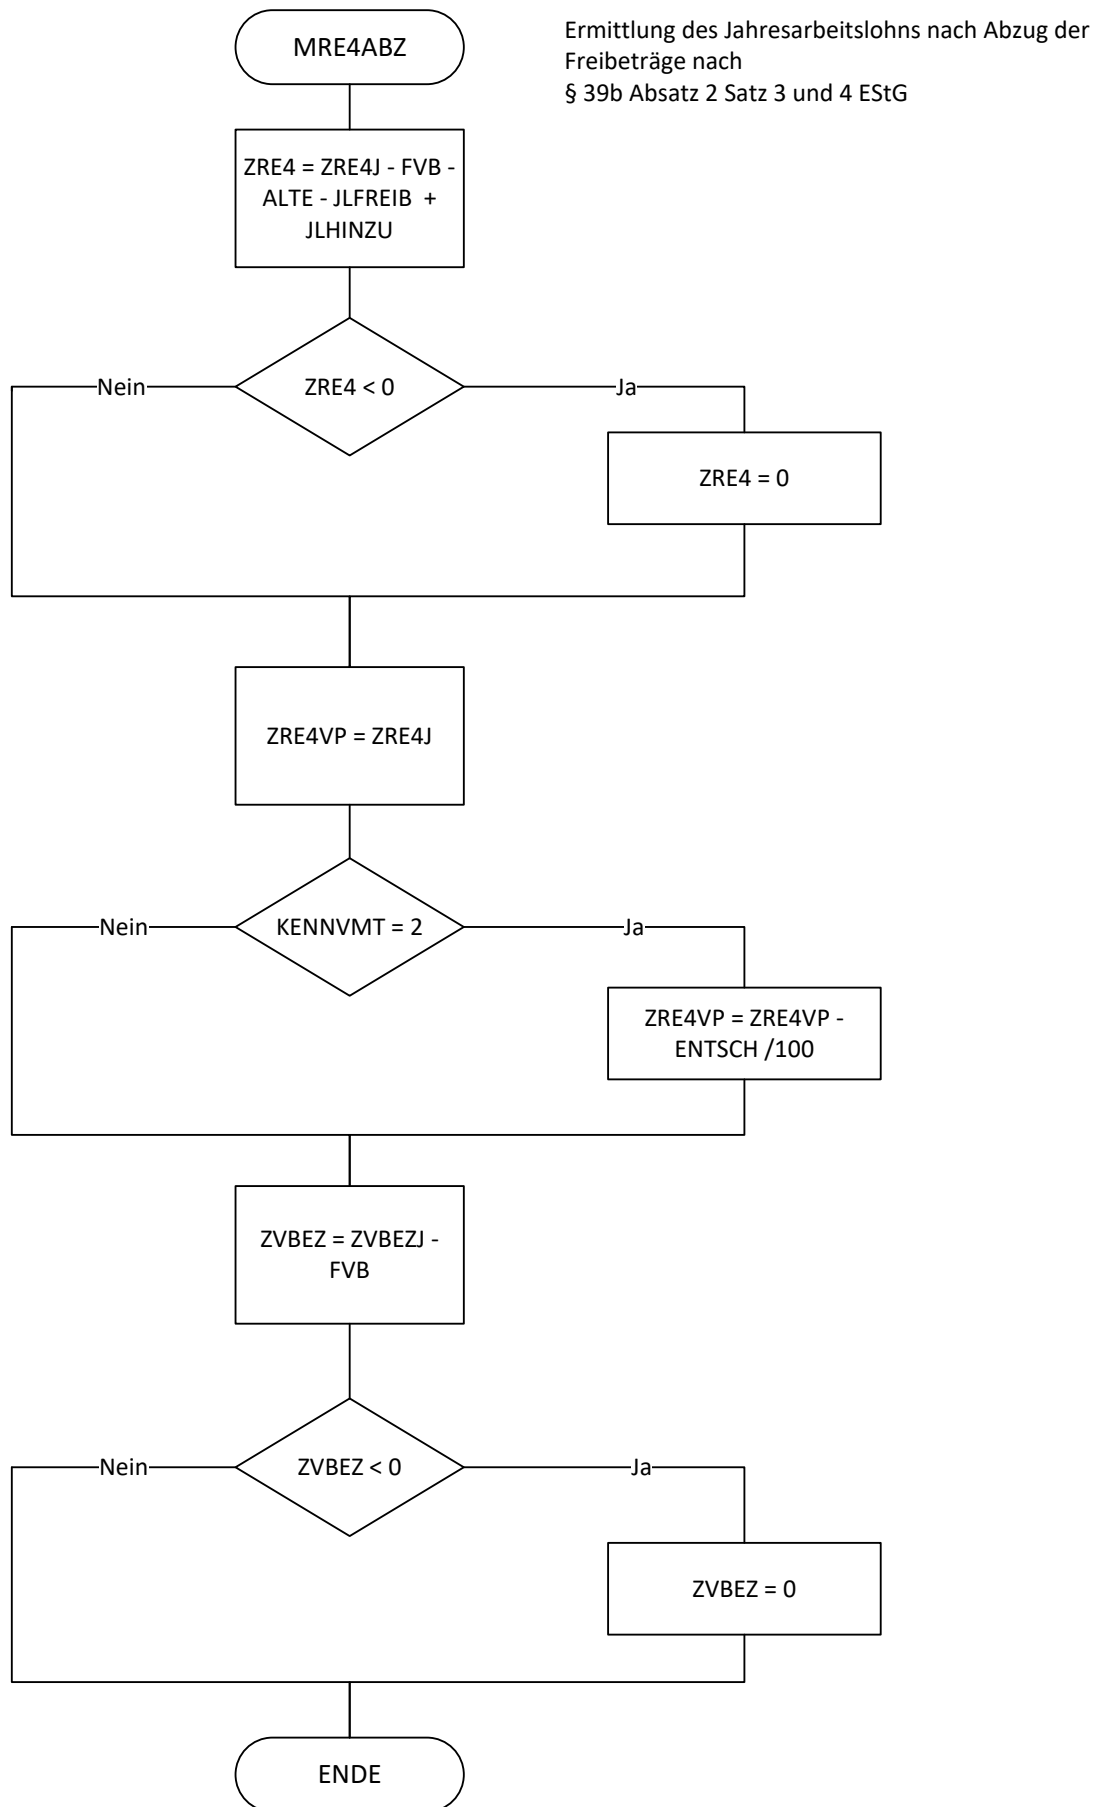 MRE4ABZ
Ermittlung des Jahresarbeitslohns nach Abzug der
Freibeträge nach
§ 39b Absatz 2 Satz 3 und 4 EStG
ZRE4 = ZRE4J - FVB -
ALTE - JLFREIB +
JLHINZU
Nein
ZRE4 < 0
Ja
ZRE4 = 0
ZRE4VP = ZRE4J
Nein
KENNVMT = 2
Ja
ZRE4VP = ZRE4VP -
ENTSCH /100
ZVBEZ = ZVBEZJ -
FVB
Nein
ZVBEZ < 0
Ja
ZVBEZ = 0
ENDE